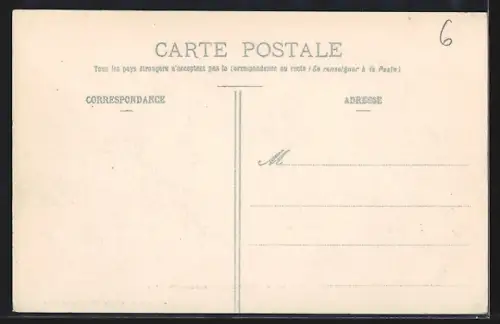 6
CARTE POSTALE
Tous les pays étrangers n'acceptent pas la correspondance au recto (Se renseigner à la Poste)
CORRESPONDANCE
ADRESSE
M